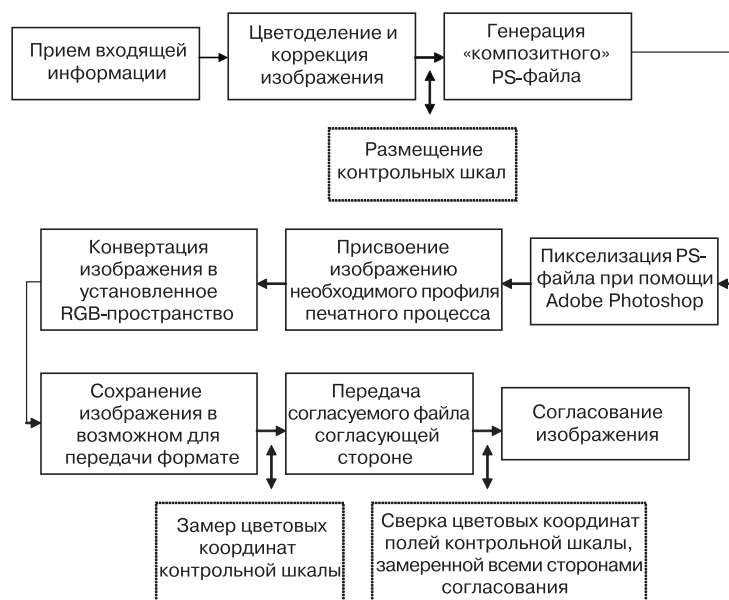 Прием входящей
информации
Цветоделение и
коррекция
изображения
Генерация
«композитного»
PS-файла
Размещение
контрольных шкал
Конвертация
изображения в
установленное
RGB-пространство
Присвоение
изображению
необходимого профиля
печатного процесса
Пикселизация PS-
файла при помощи
Adobe Photoshop
Сохранение
изображения в
возможном для
передачи формате
Передача
согласуемого файла
согласующей
стороне
Согласование
изображения
Замер цветовых
координат
контрольной шкалы
Сверка цветовых координат
полей контрольной шкалы,
замеренной всеми сторонами
согласования